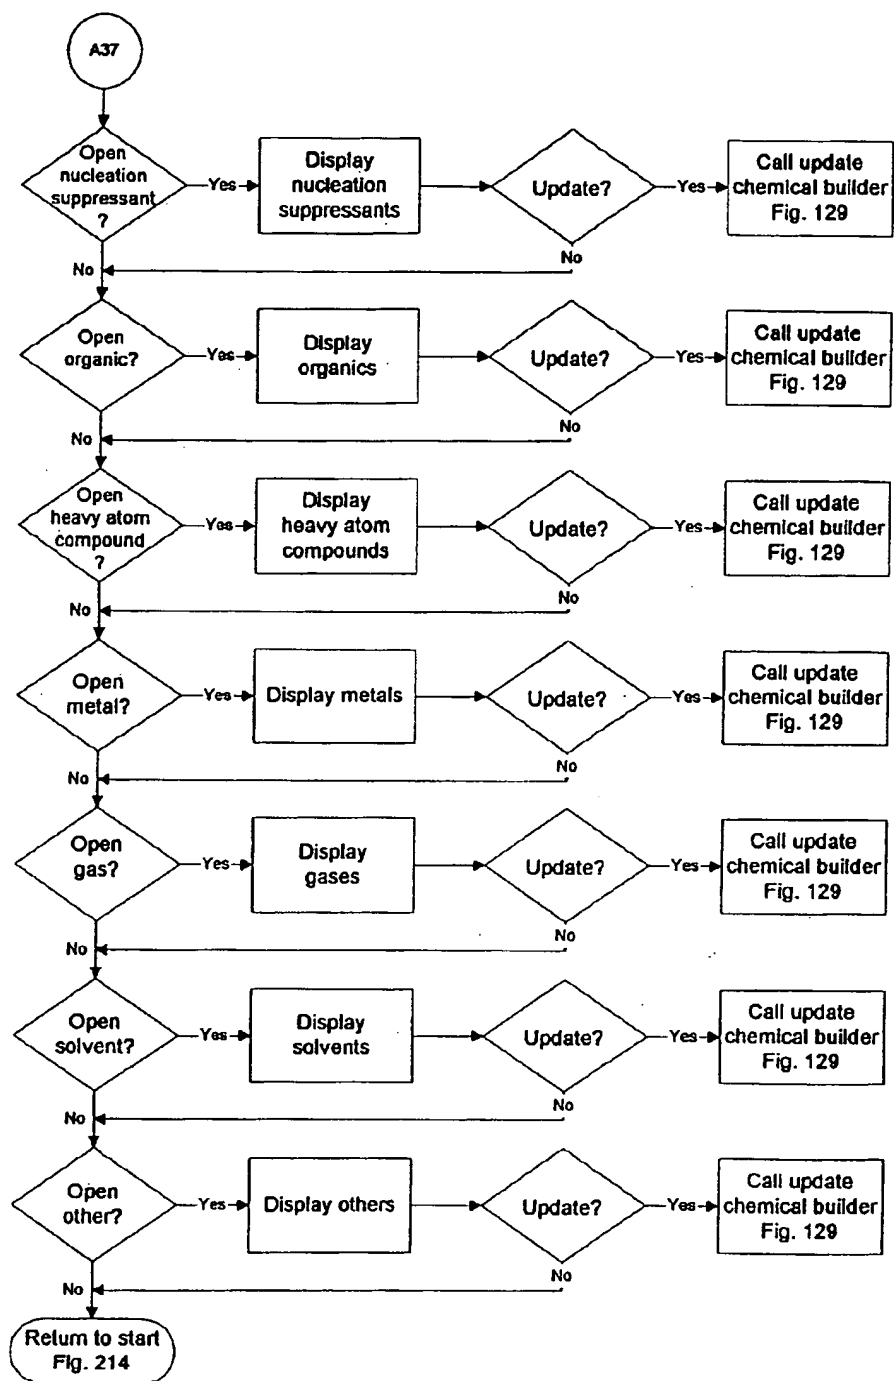 A37
Open
nucleation
suppressant
?
Yes
Display
nucleation
suppressants
Update?
Yes
Call update
chemical builder
Fig. 129
No
No
Open
organic?
Yes
Display
organics
Update?
Yes
Call update
chemical builder
Fig. 129
No
No
Open
heavy atom
compound
?
Yes
Display
heavy atom
compounds
Update?
Yes
Call update
chemical builder
Fig. 129
No
No
Open
metal?
Yes
Display metals
Update?
Yes
Call update
chemical builder
Fig. 129
No
No
Open
gas?
Yes
Display
gases
Update?
Yes
Call update
chemical builder
Fig. 129
No
No
Open
solvent?
Yes
Display
solvents
Update?
Yes
Call update
chemical builder
Fig. 129
No
No
Open
other?
Yes
Display others
Update?
Yes
Call update
chemical builder
Fig. 129
No
No
Return to start
Fig. 214